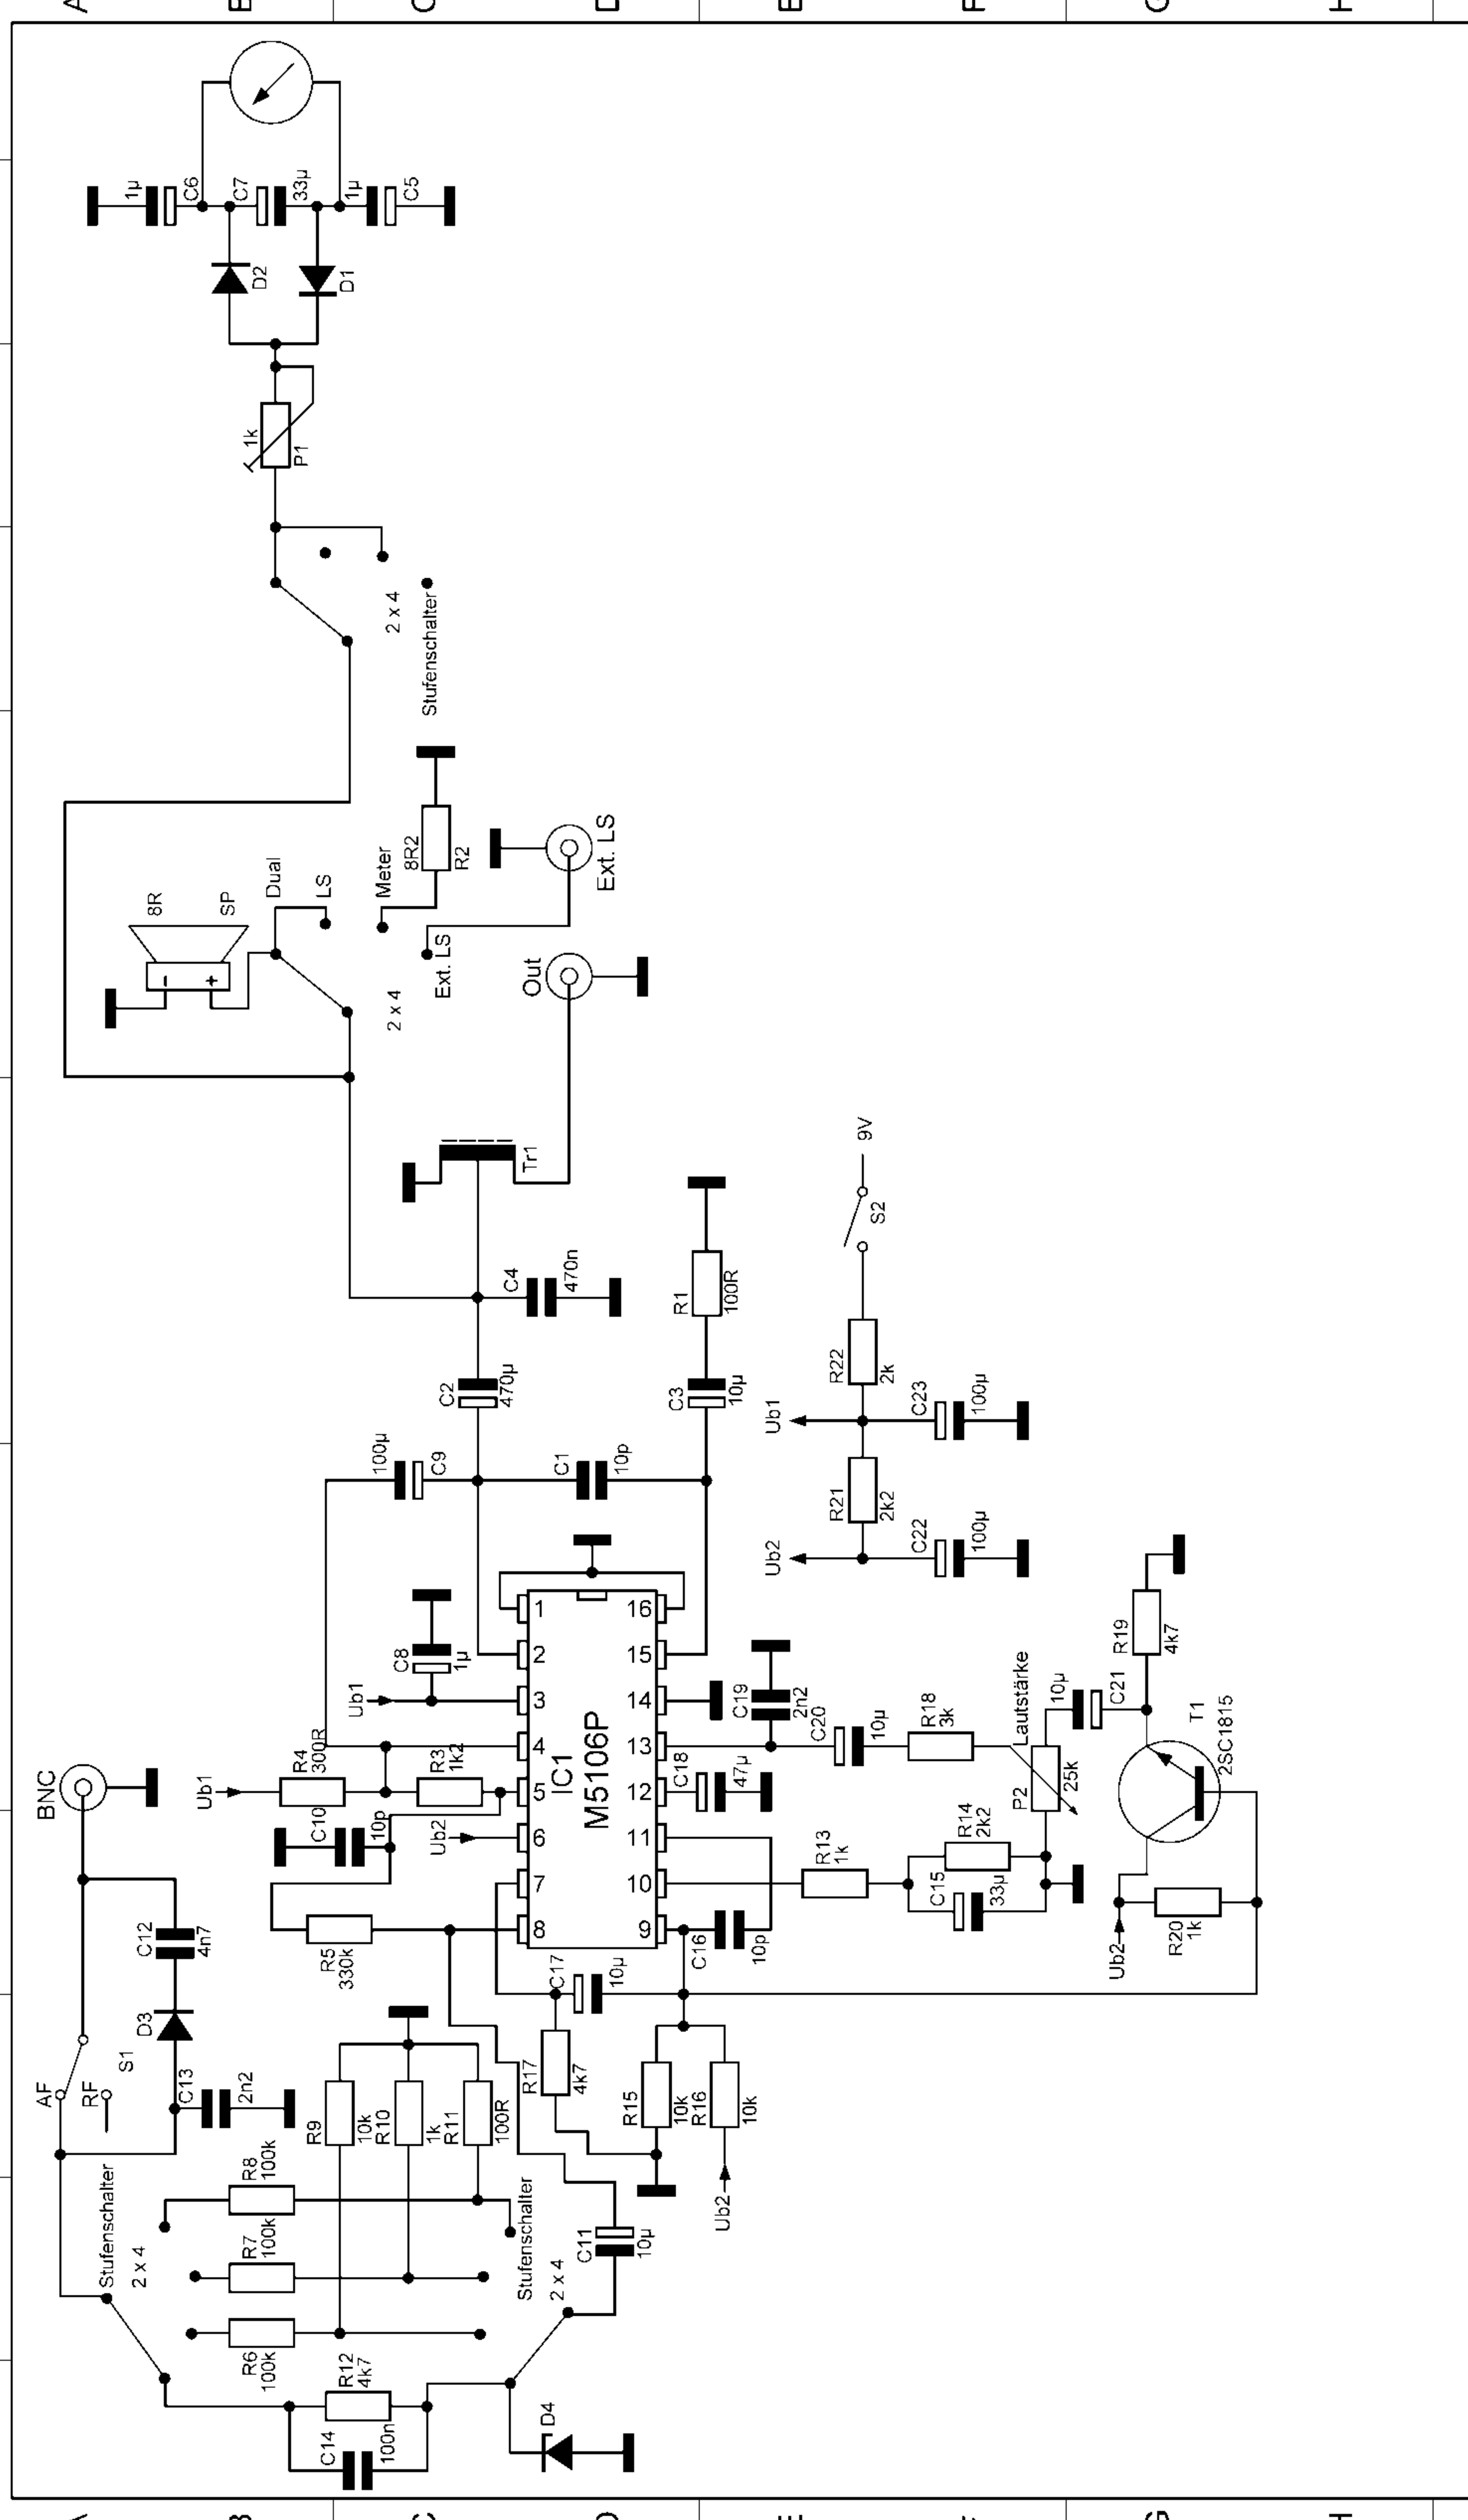 BNC
AF
RF
S1
C12
4n7
D3
C13
2n2
Stufenschalter
2 x 4
R8
100k
R7
100k
R6
100k
R12
4k7
C14
100n
D4
R9
10k
R10
1k
R11
100R
Stufenschalter
2 x 4
C11
10µ
Ub1
R4
300R
R3
1k2
C10
10p
Ub2
R5
330k
Ub1
C8
1µ
100µ
C9
1
2
3
4
5
6
7
8
9
10
11
12
13
14
15
16
IC1
M5106P
C17
10µ
R17
4k7
R15
10k
R16
10k
Ub2
C16
10p
C18
47µ
C19
2n2
C20
10µ
R18
3k
Lautstärke
P2
25k
R13
1k
R14
2k2
C15
33µ
10µ
C21
T1
2SC1815
R19
4k7
R20
1k
Ub2
C1
10p
C2
470µ
C3
10µ
R1
100R
C4
470n
Tr1
Out
Ub2
R21
2k2
C22
100µ
Ub1
R22
2k
C23
100µ
S2
9V
8R
SP
-
+
Dual
LS
Meter
Ext. LS
2 x 4
8R2
R2
Ext. LS
2 x 4
Stufenschalter
1k
P1
D2
D1
1µ
C6
C7
33µ
1µ
C5